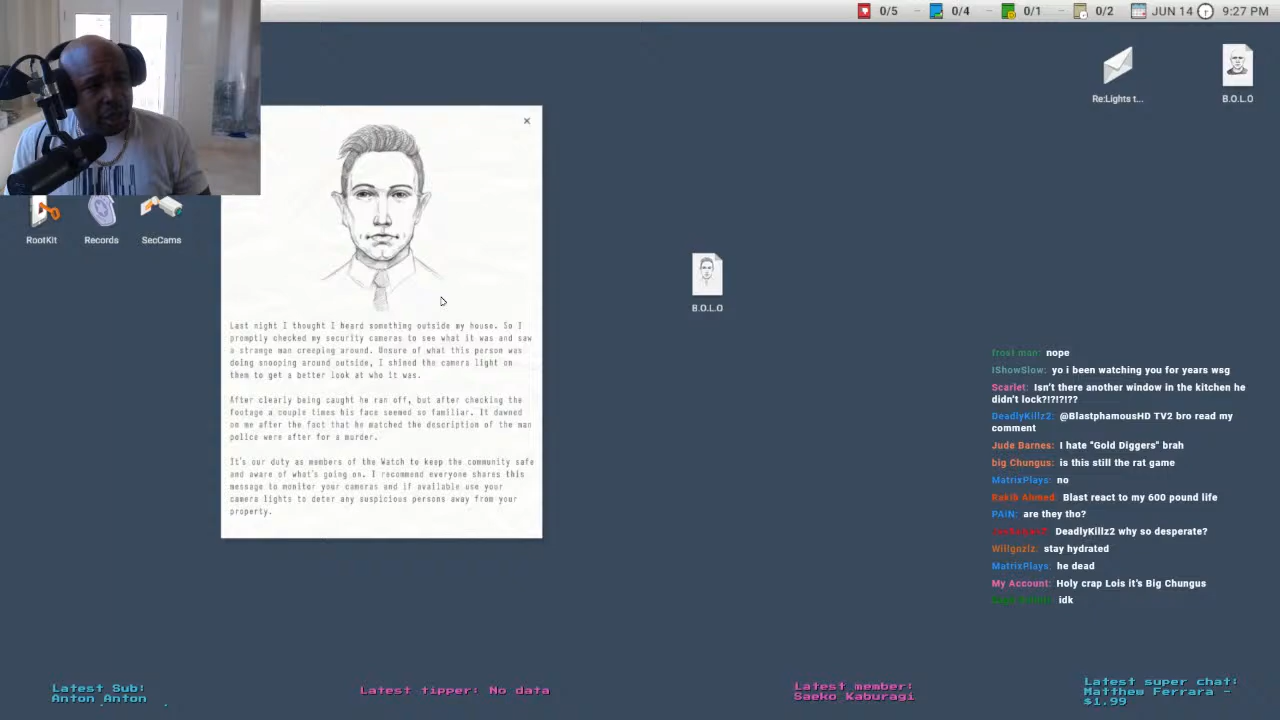 0/5
0/4
0/1
0/2
JUN 14
9:27 PM
Re:Lights t...
B.O.L.O
×
RootKit
Records
SecCams
B.O.L.O
Last night I thought I heard something outside my house. So I
promptly checked my security cameras to see what it was and saw
a strange man creeping around. Unsure of what this person was
doing snooping around outside, I shined the camera light on
them to get a better look at who it was.
After clearly being caught he ran off, but after checking the
footage a couple times his face seemed so familiar. It dawned
on me after the fact that he matched the description of the man
police were after for a murder.
It's our duty as members of the Watch to keep the community safe
and aware of what's going on. I recommend everyone shares this
message to monitor your cameras and if available use your
camera lights to deter any suspicious persons away from your
property.
frost man: nope
IShowSlow: yo i been watching you for years wsg
Scarlet: Isn't there another window in the kitchen he
didn't lock?!?!?!??
DeadlyKillz2: @BlastphamousHD TV2 bro read my
comment
Jude Barnes: I hate "Gold Diggers" brah
big Chungus: is this still the rat game
MatrixPlays: no
Rakib Ahmed: Blast react to my 600 pound life
PAIN: are they tho?
DeadlyKillz2 why so desperate?
Willgozlz: stay hydrated
MatrixPlays: he dead
My Account: Holy crap Lois it's Big Chungus
idk
Latest Sub:
Anton Anton
Latest tipper: No data
Latest member:
Saeko Kaburagi
Latest super chat:
Matthew Ferrara -
$1.99